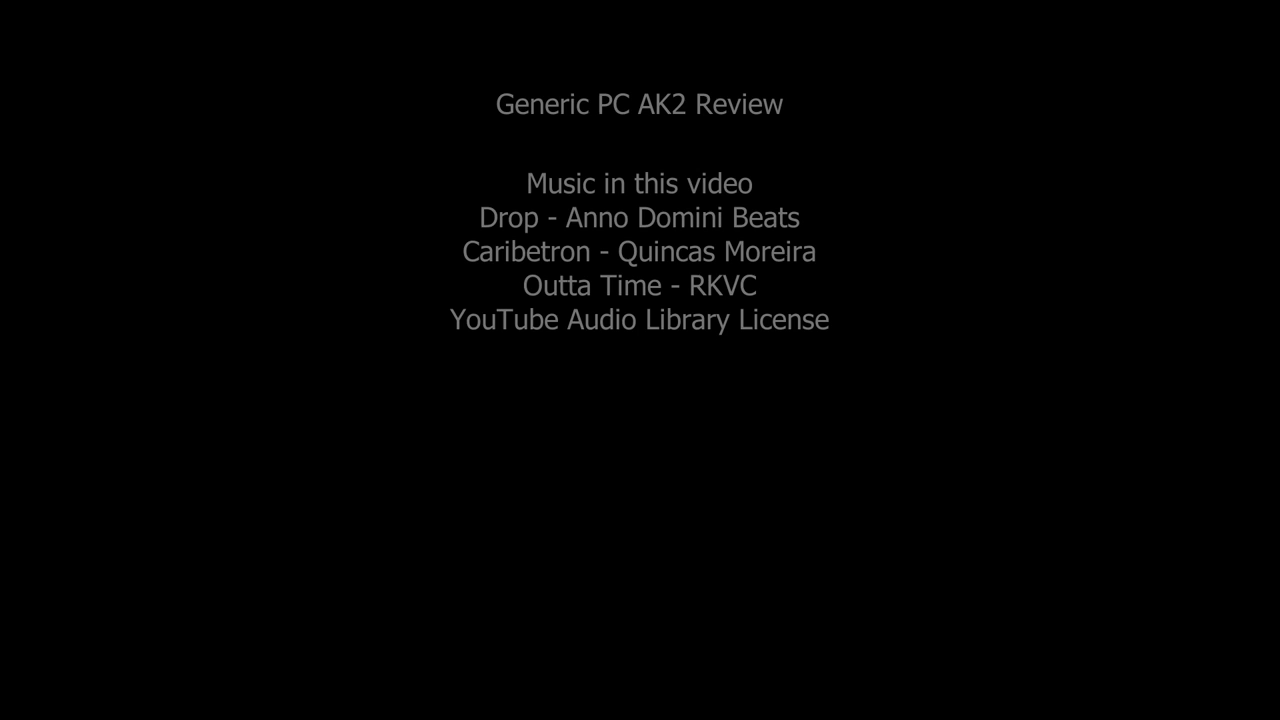 Generic PC AK2 Review
Music in this video
Drop - Anno Domini Beats
Caribetron - Quincas Moreira
Outta Time - RKVC
YouTube Audio Library License